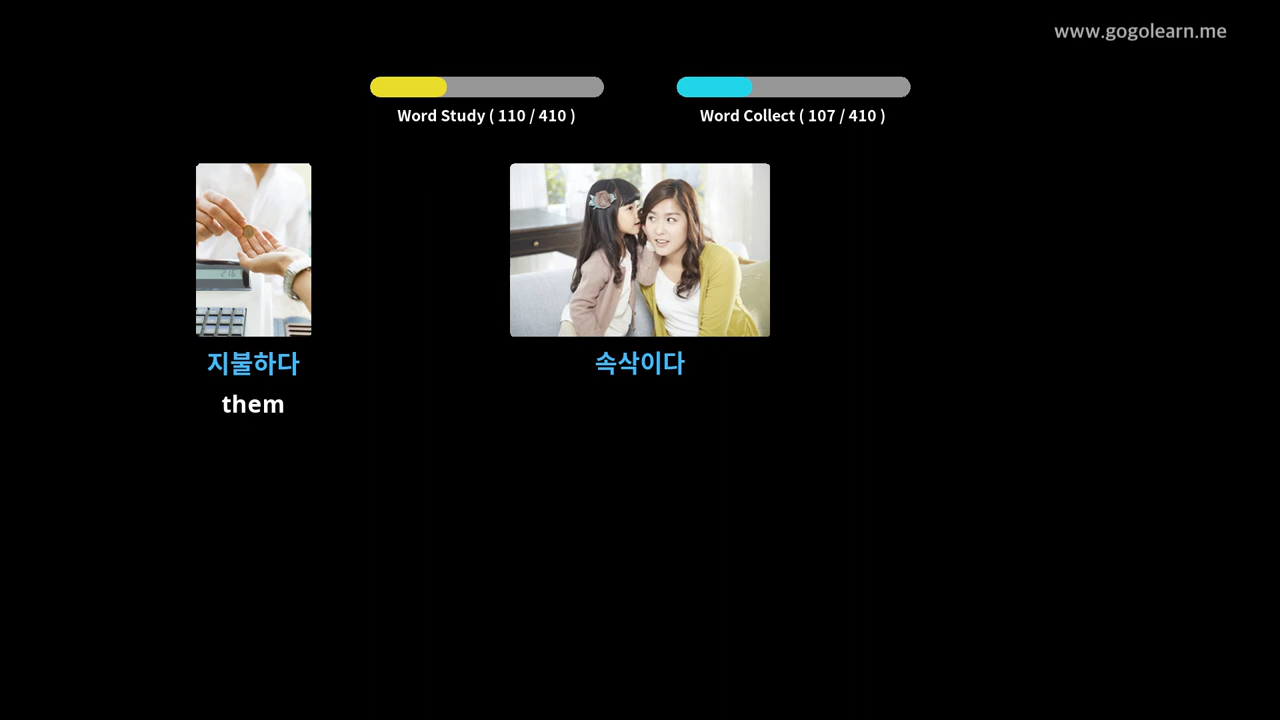 www.gogolearn.me
Word Study ( 110 / 410 )
Word Collect ( 107 / 410 )
지불하다
them
속삭이다